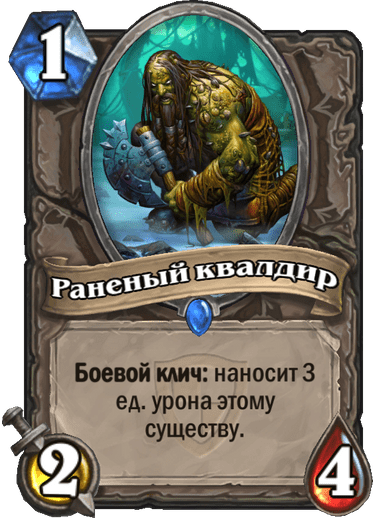 1
Раненый квалдир
Боевой клич: наносит 3
ед. урона этому
существу.
2
4